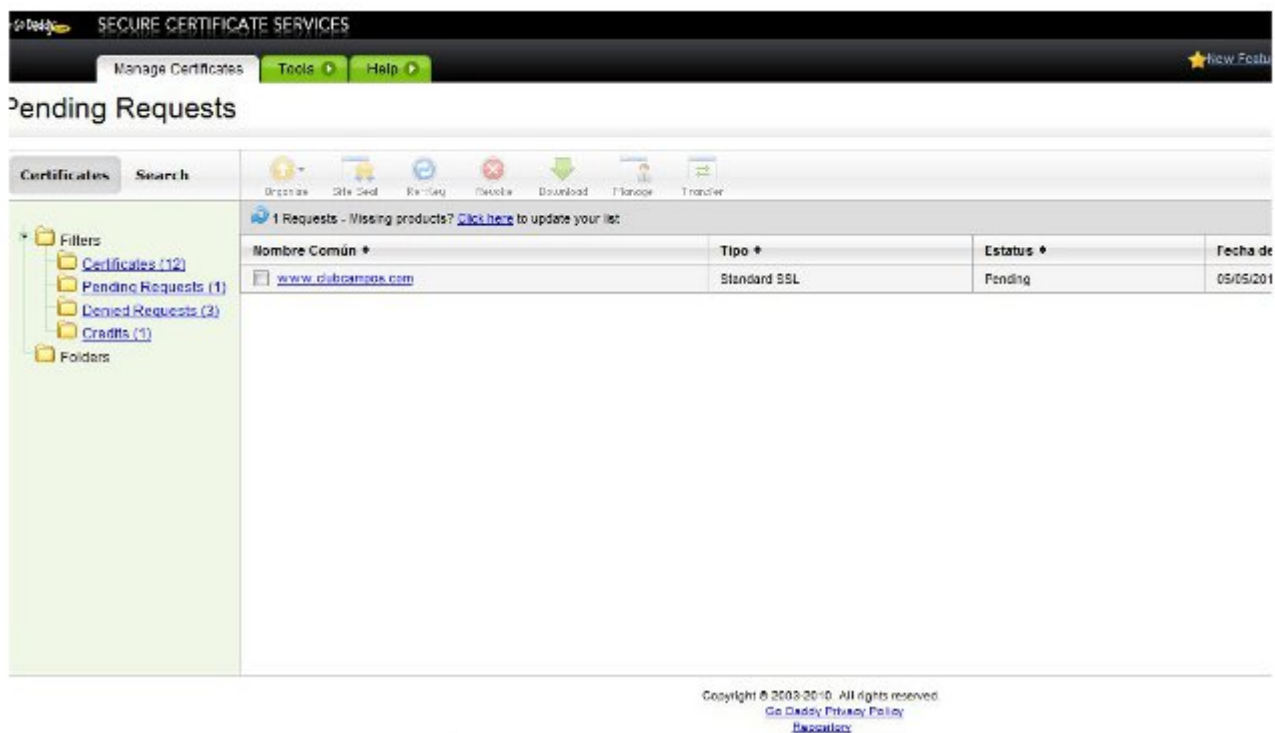 Go Daddy SECURE CERTIFICATE SERVICES
Manage Certificates Tools Help New Featu
Pending Requests
Certificates Search
Organize Site Seal Re-Key Revoke Download Manage Transfer
1 Requests - Missing products? Click here to update your list
Filters
Certificates (12)
Pending Requests (1)
Denied Requests (3)
Credits (1)
Folders
Nombre Común Tipo Estatus Fecha de
www.clubcampos.com Standard SSL Pending 05/05/201
Copyright © 2003-2010. All rights reserved.
Go Daddy Privacy Policy
Repository